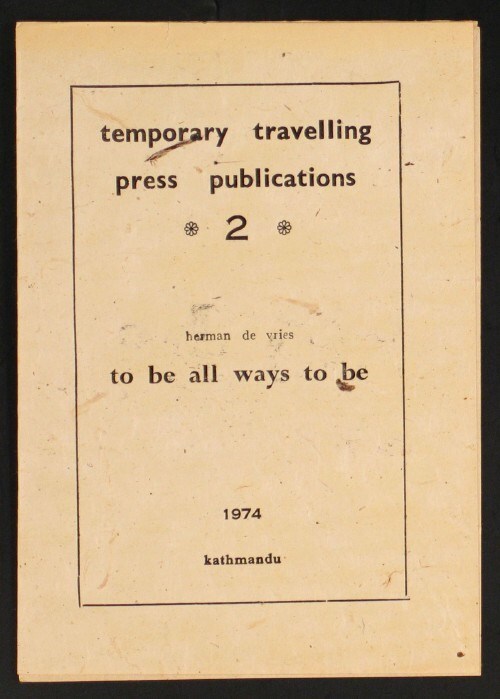 temporary travelling
press publications
2
herman de vries
to be all ways to be
1974
kathmandu